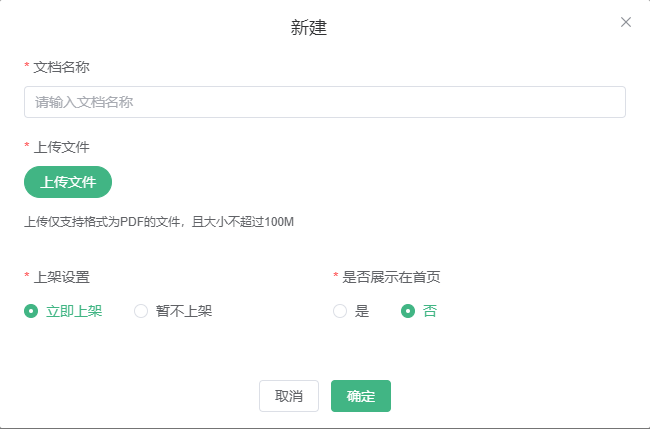 新建
* 文档名称
请输入文档名称
* 上传文件
上传文件
上传仅支持格式为PDF的文件，且大小不超过100M
* 上架设置 * 是否展示在首页
立即上架 暂不上架 是 否
取消 确定